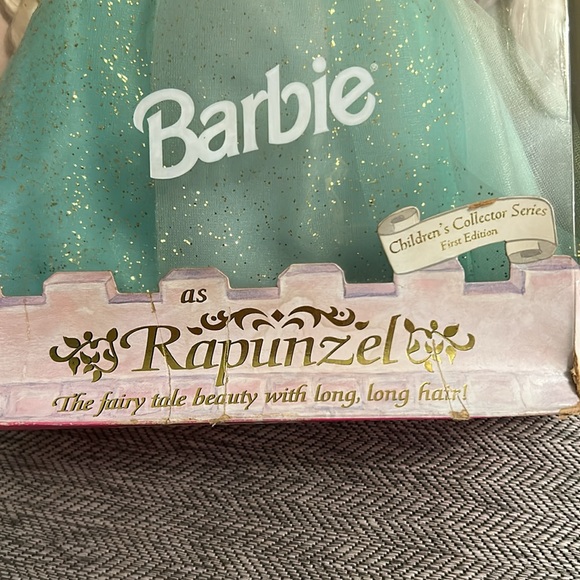 Barbie®
Children's Collector Series
First Edition
as
Rapunzel
The fairy tale beauty with long, long hair!